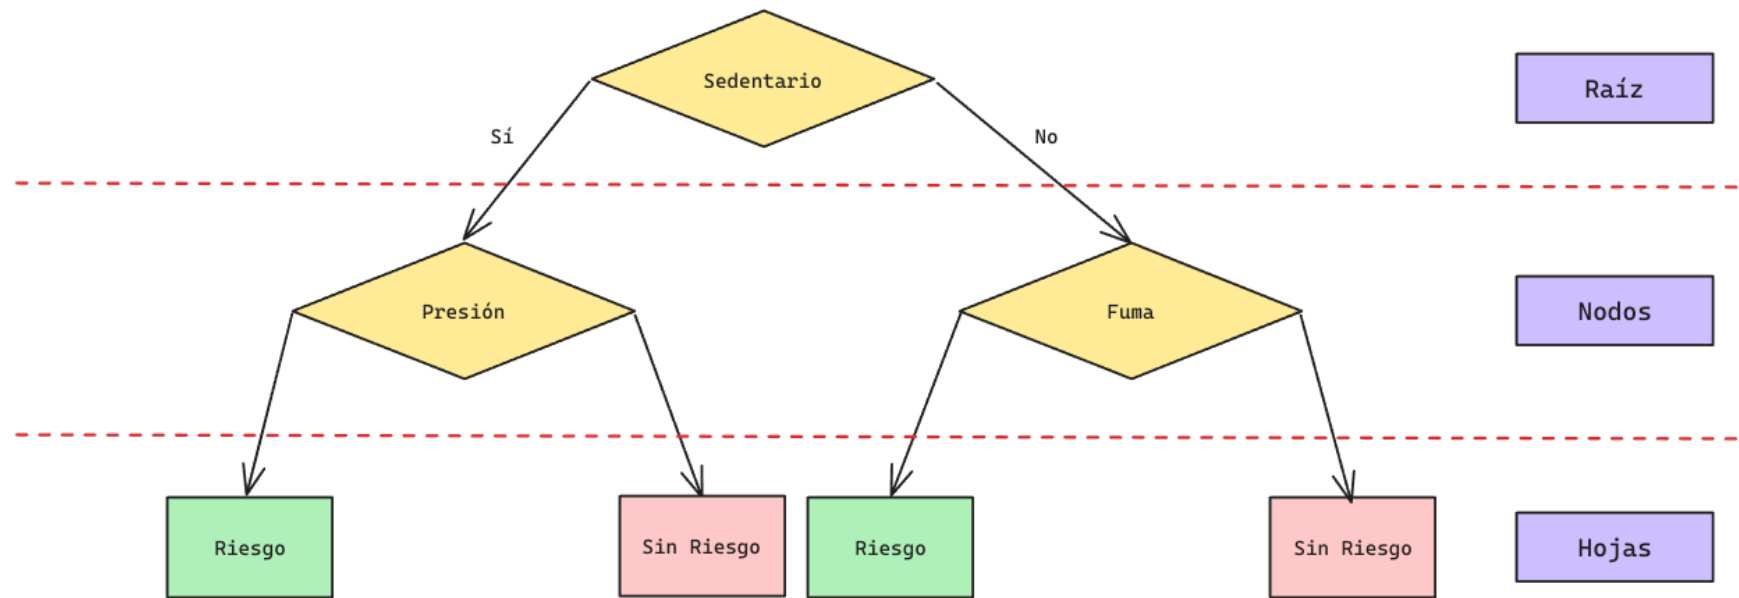 Sedentario
Raíz
Sí
No
Presión
Fuma
Nodos
Riesgo
Sin Riesgo
Riesgo
Sin Riesgo
Hojas